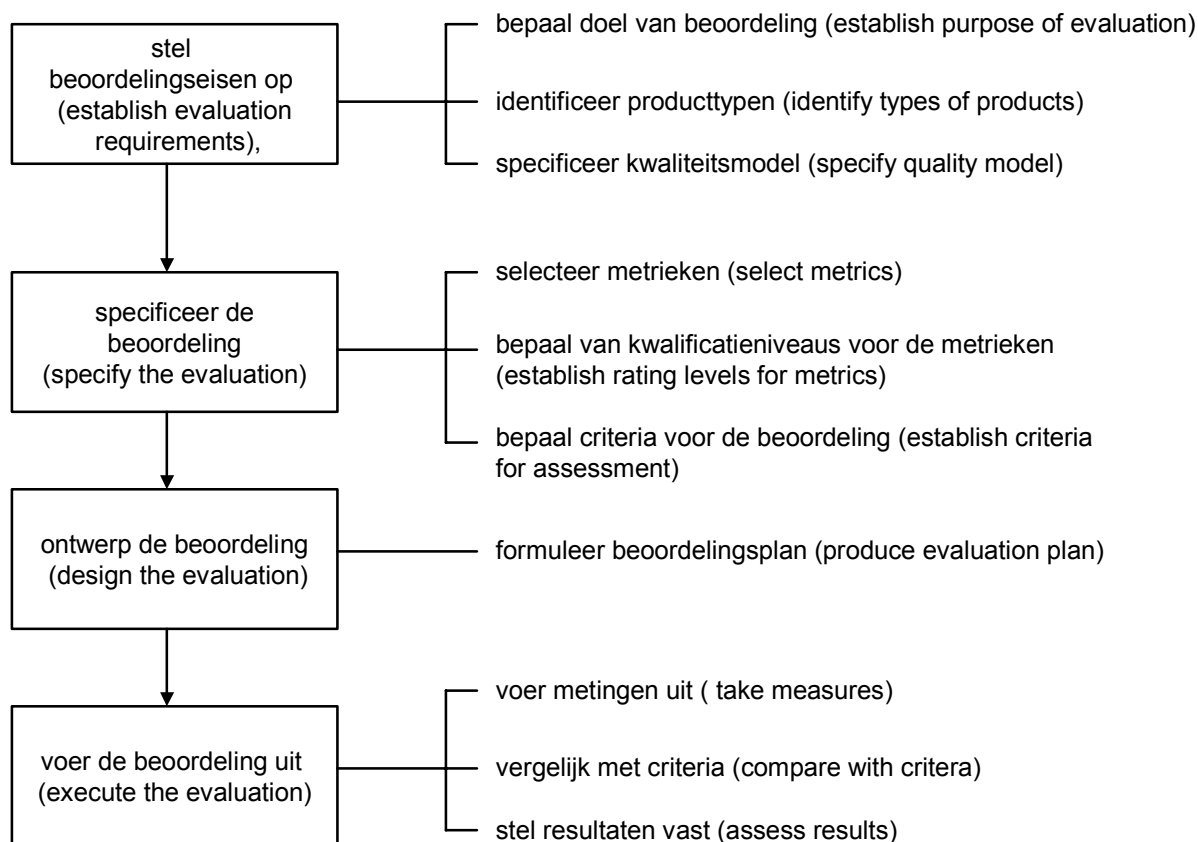 stel
beoordelingseisen op
(establish evaluation
requirements),
bepaal doel van beoordeling (establish purpose of evaluation)
identificeer producttypen (identify types of products)
specificeer kwaliteitsmodel (specify quality model)
specificeer de
beoordeling
(specify the evaluation)
selecteer metrieken (select metrics)
bepaal van kwalificatieniveaus voor de metrieken
(establish rating levels for metrics)
bepaal criteria voor de beoordeling (establish criteria
for assessment)
ontwerp de beoordeling
(design the evaluation)
formuleer beoordelingsplan (produce evaluation plan)
voer de beoordeling uit
(execute the evaluation)
voer metingen uit ( take measures)
vergelijk met criteria (compare with critera)
stel resultaten vast (assess results)